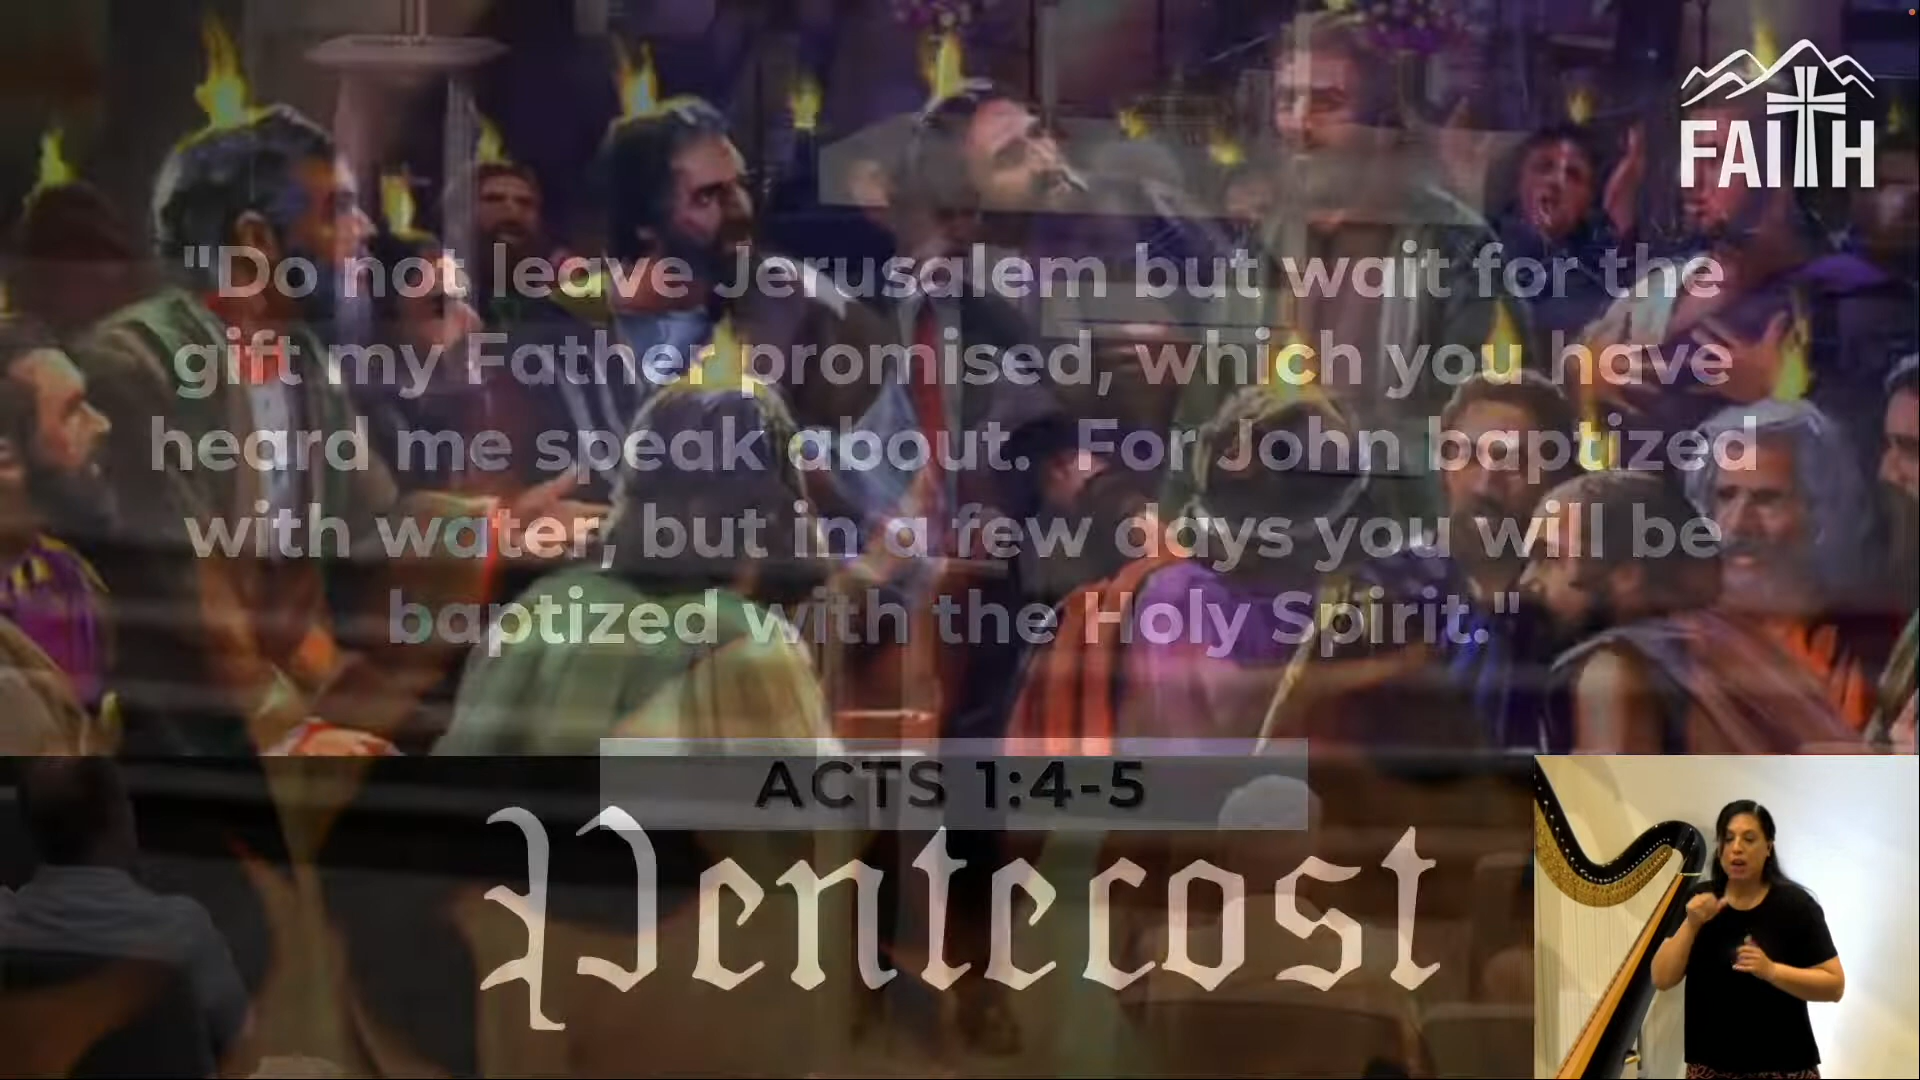 FAITH
"Do not leave Jerusalem but wait for the
gift my Father promised, which you have
heard me speak about.  For John baptized
with water, but in a few days you will be
baptized with the Holy Spirit."
ACTS 1:4-5
Pentecost